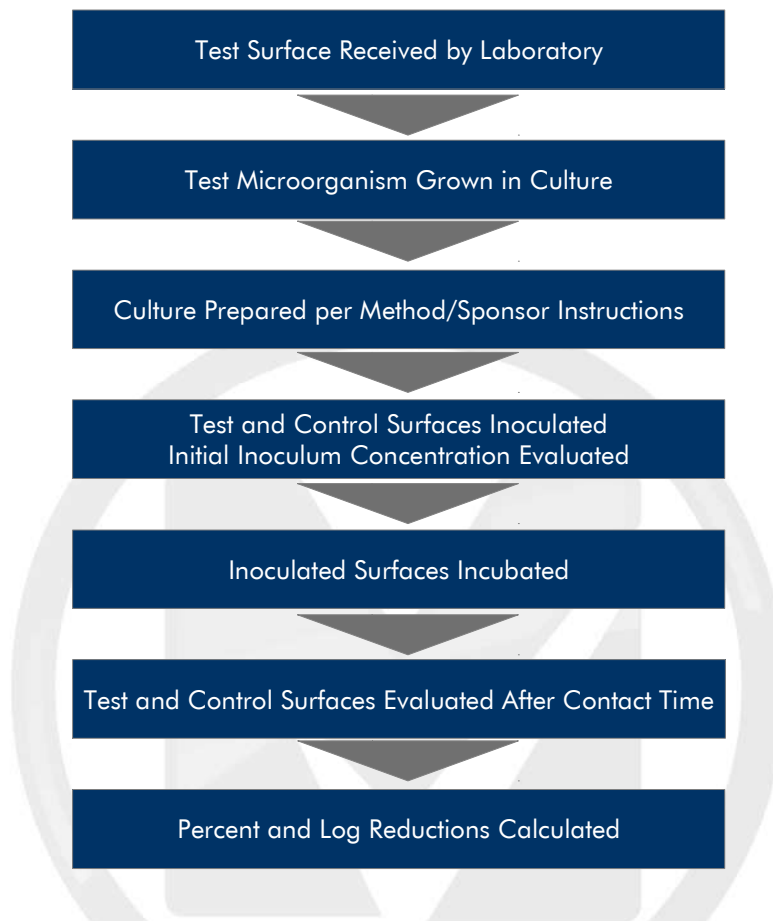 Test Surface Received by Laboratory
Test Microorganism Grown in Culture
Culture Prepared per Method/Sponsor Instructions
Test and Control Surfaces Inoculated
Initial Inoculum Concentration Evaluated
Inoculated Surfaces Incubated
Test and Control Surfaces Evaluated After Contact Time
Percent and Log Reductions Calculated